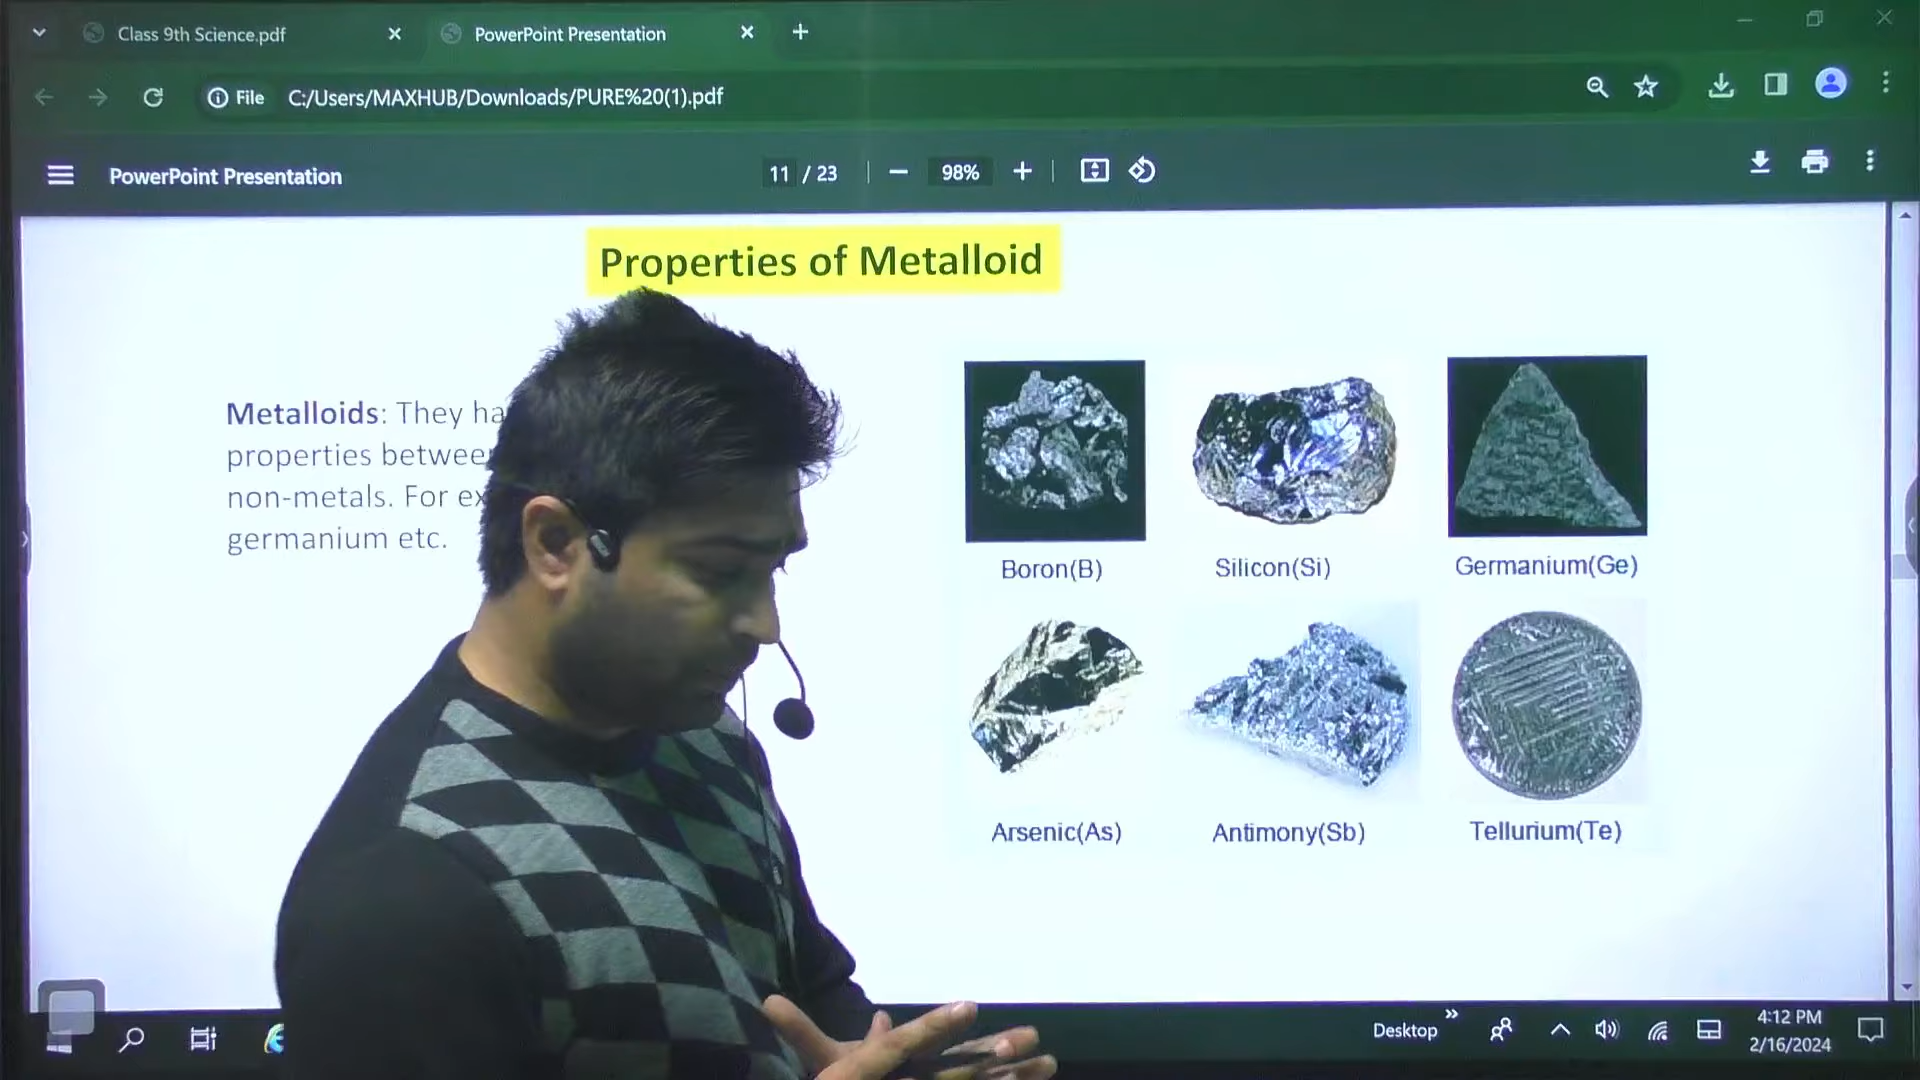 Class 9th Science.pdf
PowerPoint Presentation
File C:/Users/MAXHUB/Downloads/PURE%20(1).pdf
PowerPoint Presentation
11 / 23
98%
Properties of Metalloid
Metalloids: They ha
properties betwee
non-metals. For ex
germanium etc.
Boron(B)
Silicon(Si)
Germanium(Ge)
Arsenic(As)
Antimony(Sb)
Tellurium(Te)
Desktop
4:12 PM
2/16/2024